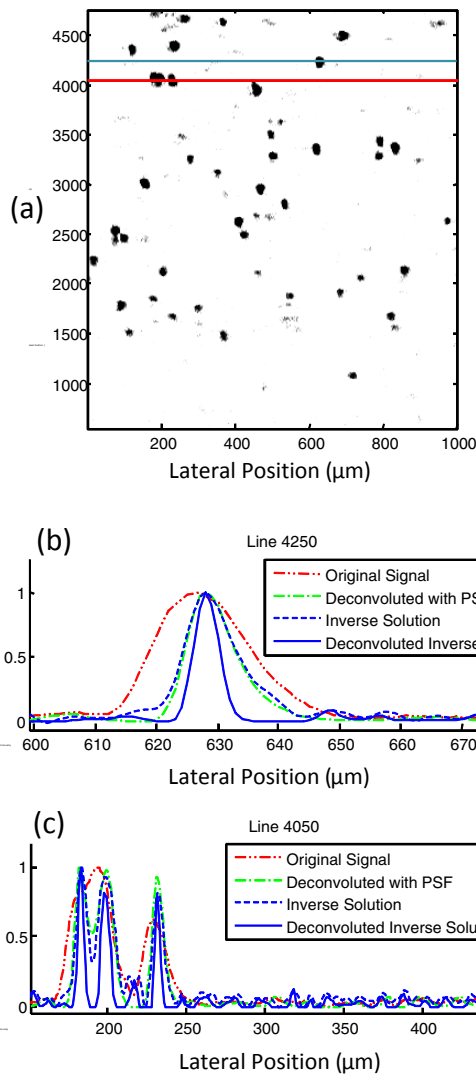 4500
4000
3500
3000
(a)
2500
2000
1500
1000
200 400 600 800 1000
Lateral Position (µm)
(b)
Line 4250
Original Signal
Deconvoluted with PS
Inverse Solution
Deconvoluted Inverse
1
0.5
0
600 610 620 630 640 650 660 670
Lateral Position (µm)
(c)
Line 4050
Original Signal
Deconvoluted with PSF
Inverse Solution
Deconvoluted Inverse Solu
1
0.5
0
200 250 300 350 400
Lateral Position (µm)